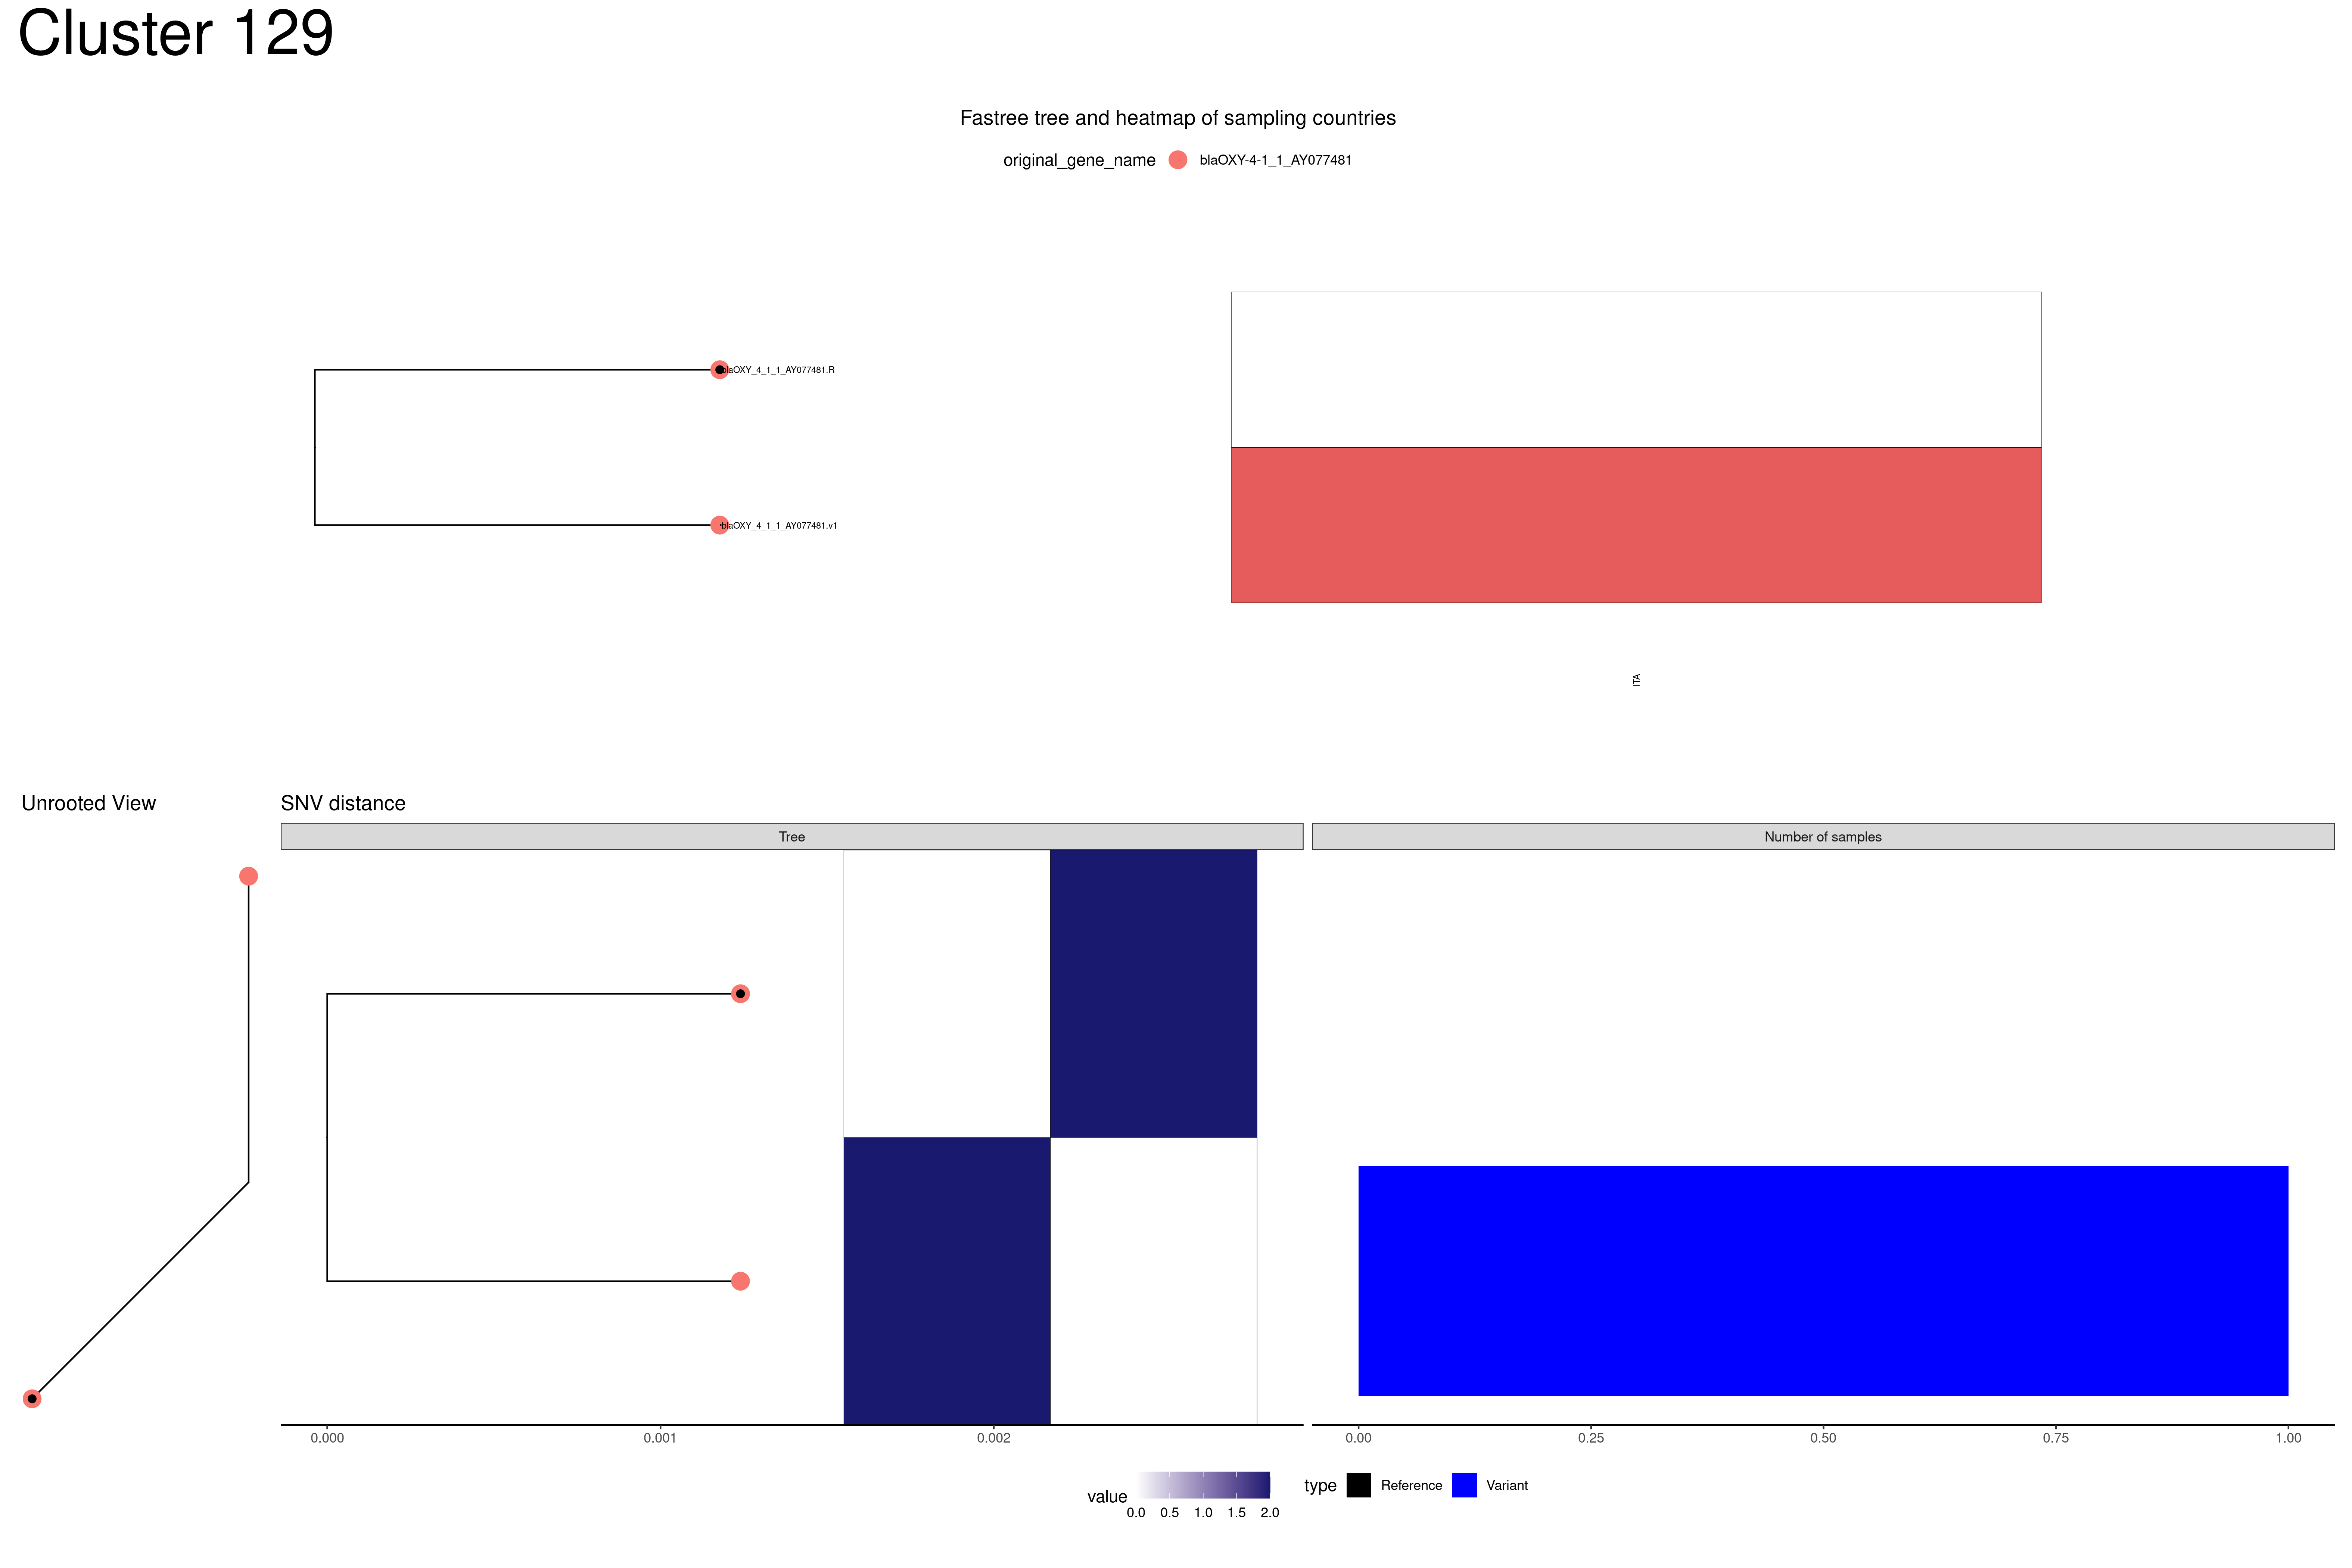 Cluster 129
Fastree tree and heatmap of sampling countries
original_gene_name blaOXY-4-1_1_AY077481
blaOXY_4_1_1_AY077481.R
blaOXY_4_1_1_AY077481.v1
ITA
Unrooted View
SNV distance
Tree
Number of samples
0.000 0.001 0.002
0.00 0.25 0.50 0.75 1.00
value
0.0 0.5 1.0 1.5 2.0
type Reference Variant